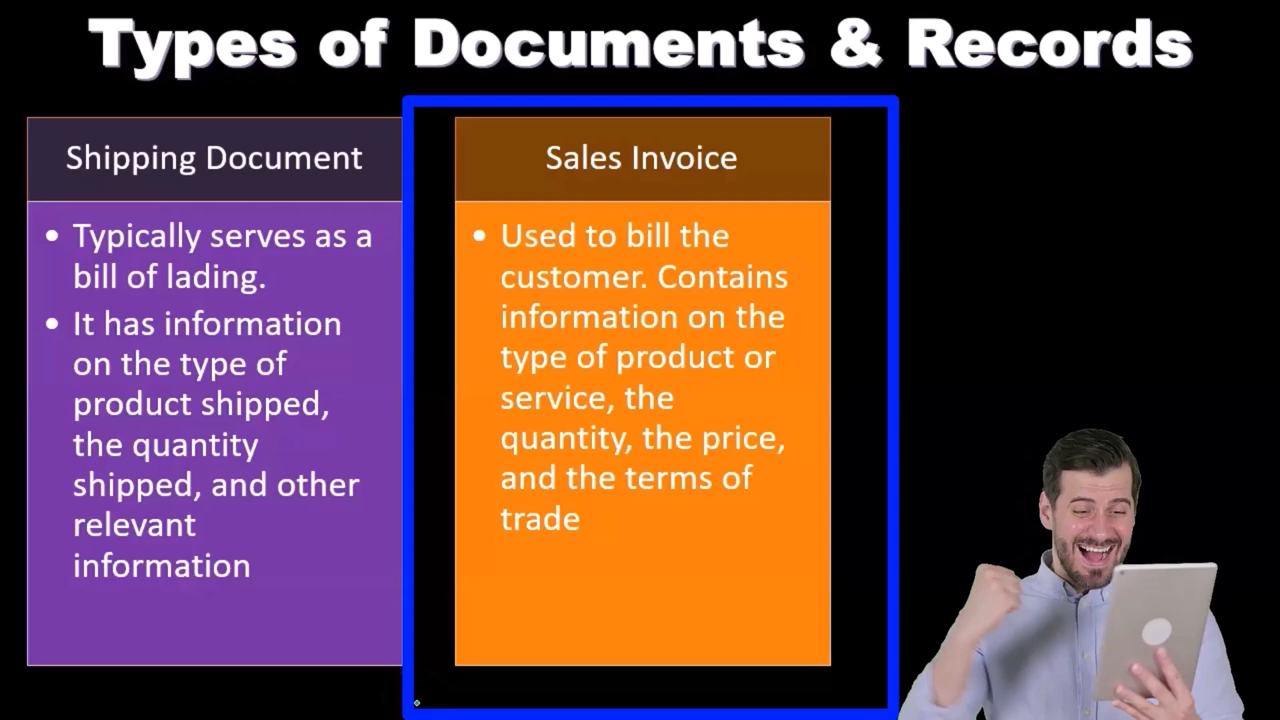 Types of Documents & Records
Shipping Document
• Typically serves as a
bill of lading.
• It has information
on the type of
product shipped,
the quantity
shipped, and other
relevant
information
Sales Invoice
• Used to bill the
customer. Contains
information on the
type of product or
service, the
quantity, the price,
and the terms of
trade